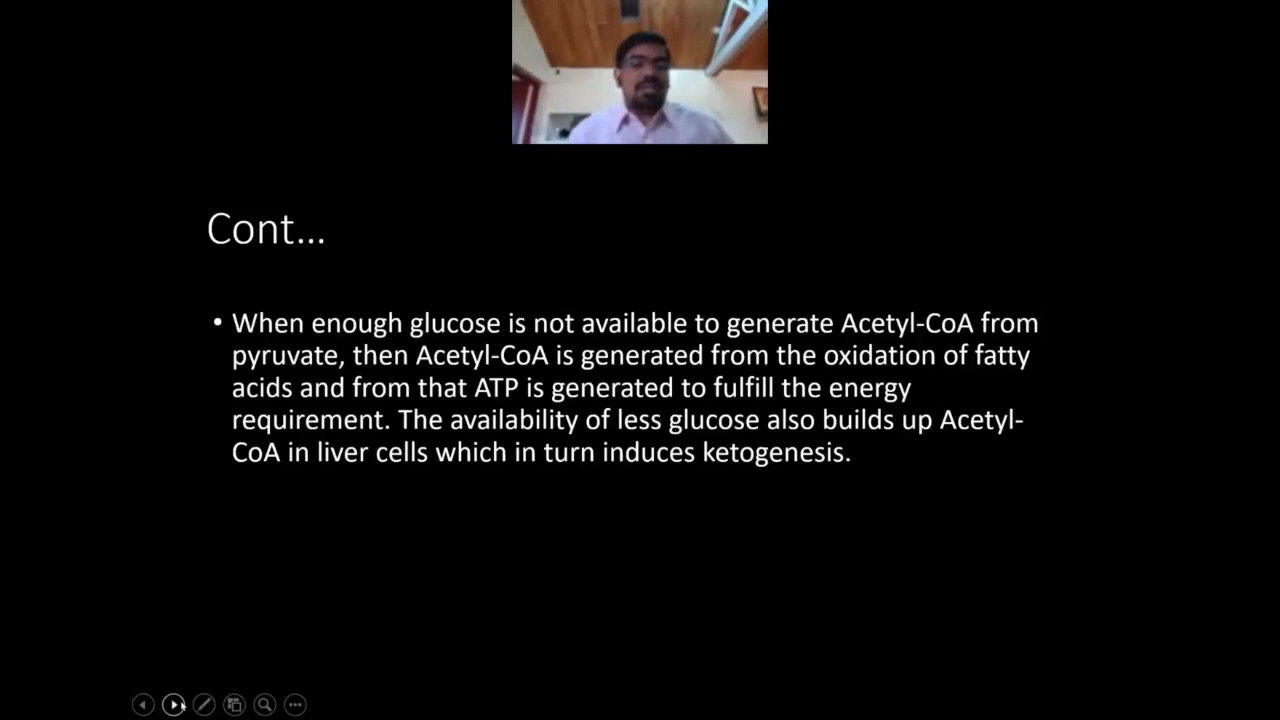 Cont...
• When enough glucose is not available to generate Acetyl-CoA from
pyruvate, then Acetyl-CoA is generated from the oxidation of fatty
acids and from that ATP is generated to fulfill the energy
requirement. The availability of less glucose also builds up Acetyl-
CoA in liver cells which in turn induces ketogenesis.